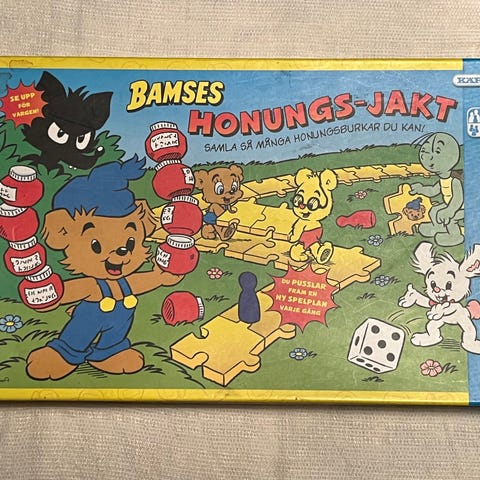 SE UPP
FÖR
VARGEN!
BAMSES
HONUNGS-JAKT
SAMLA SÅ MÅNGA HONUNGSBURKAR DU KAN!
DU PUSSLAR
FRAM EN
NY SPELPLAN
VARJE GÅNG